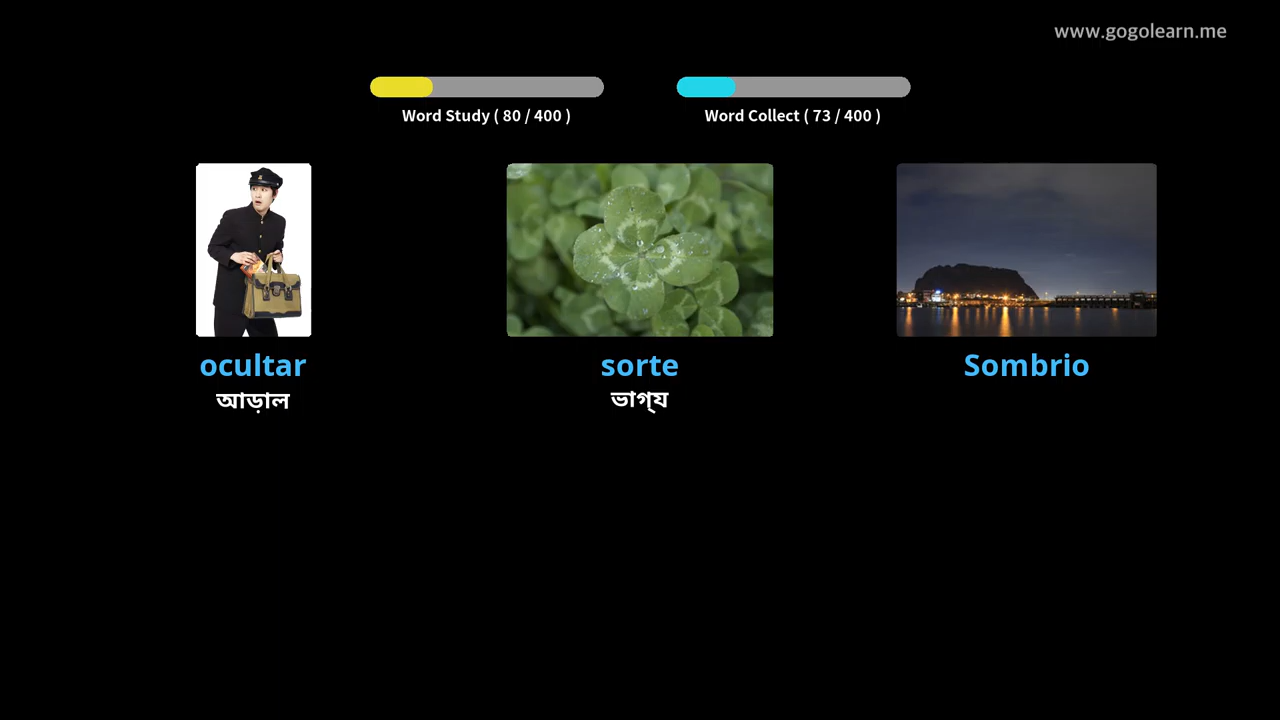 www.gogolearn.me
Word Study ( 80 / 400 )
Word Collect ( 73 / 400 )
ocultar
আড়াল
sorte
ভাগ্য
Sombrio